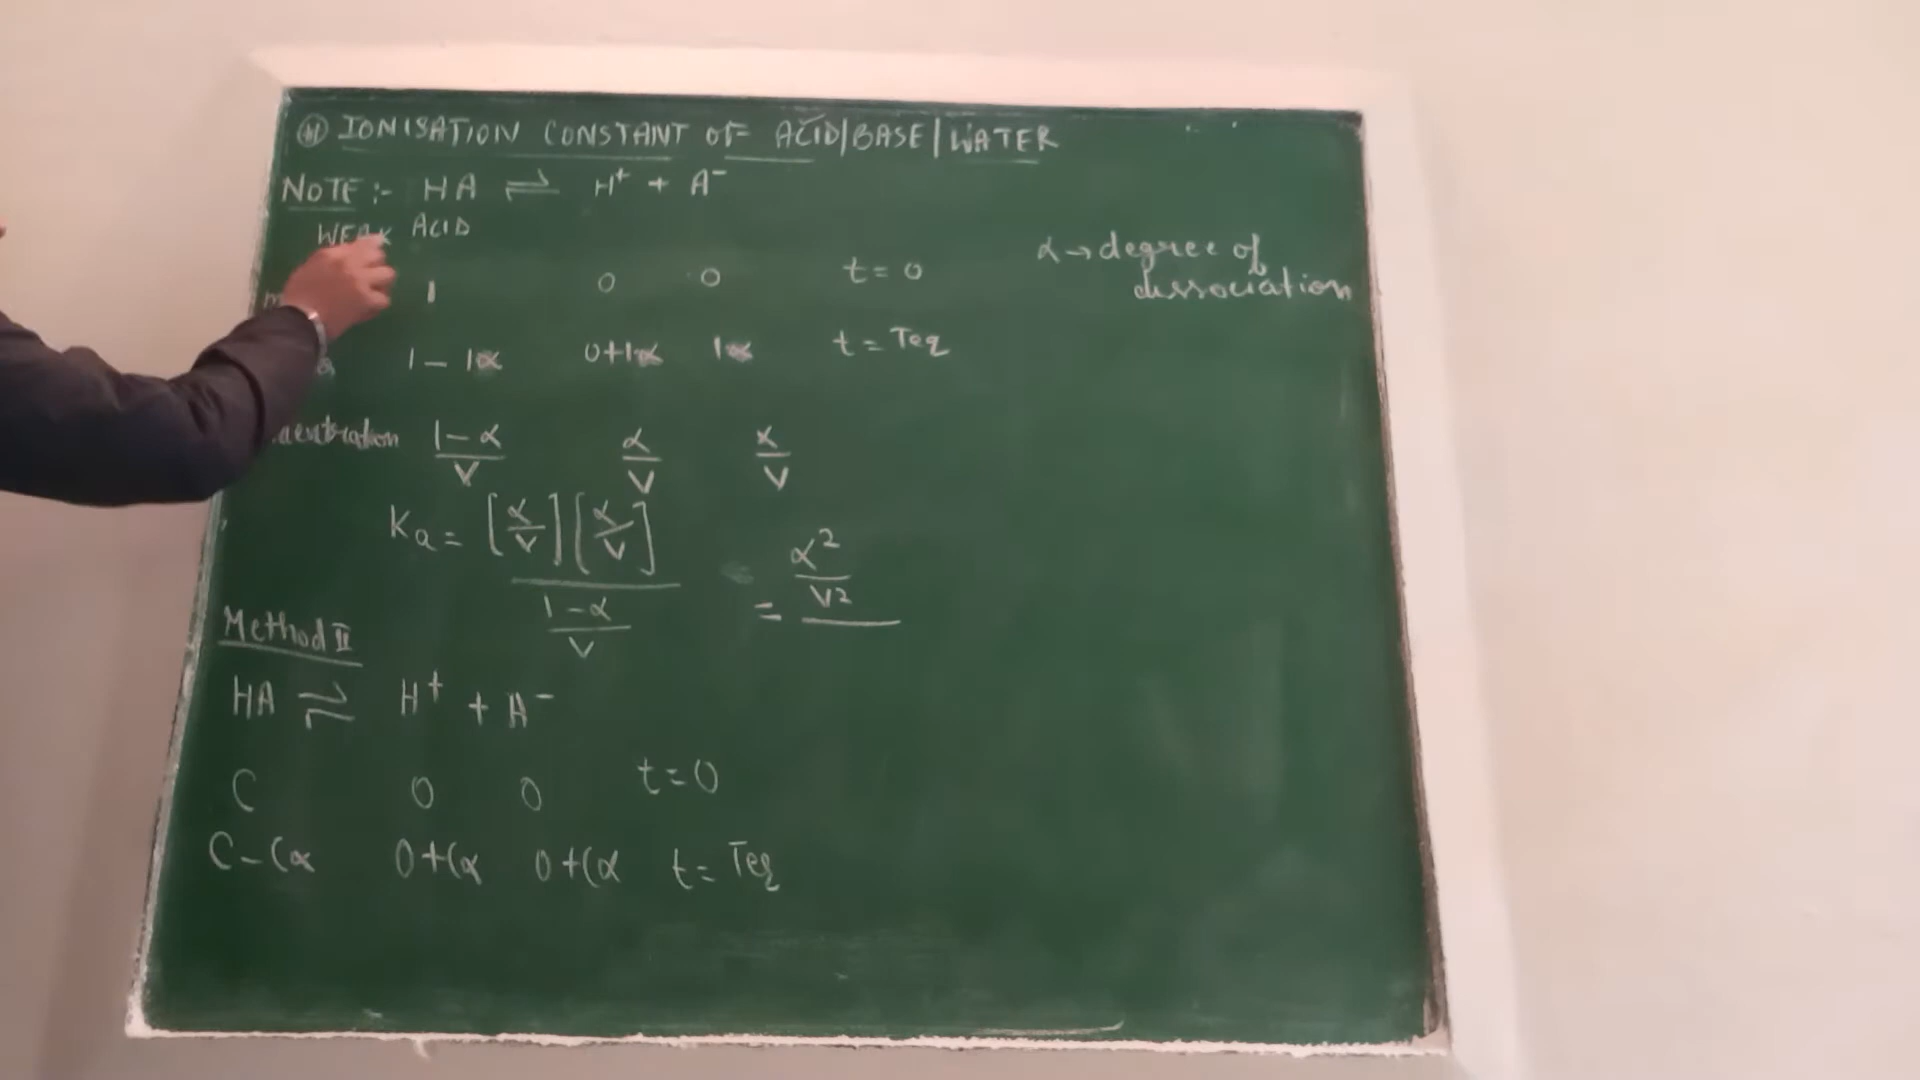 # IONISATION CONSTANT OF ACID/BASE/WATER
NOTE :- HA ⇌ H⁺ + A⁻
WEAK ACID
1 0 0 t = 0
α → degree of
dissociation
1 - 1α 0+1α 1α t = Teq
1-α/V α/V α/V
Ka = [α/V][α/V] / (1-α/V) = α²/V²
Method II
HA ⇌ H⁺ + A⁻
C 0 0 t = 0
C-Cα 0+Cα 0+Cα t = Teq